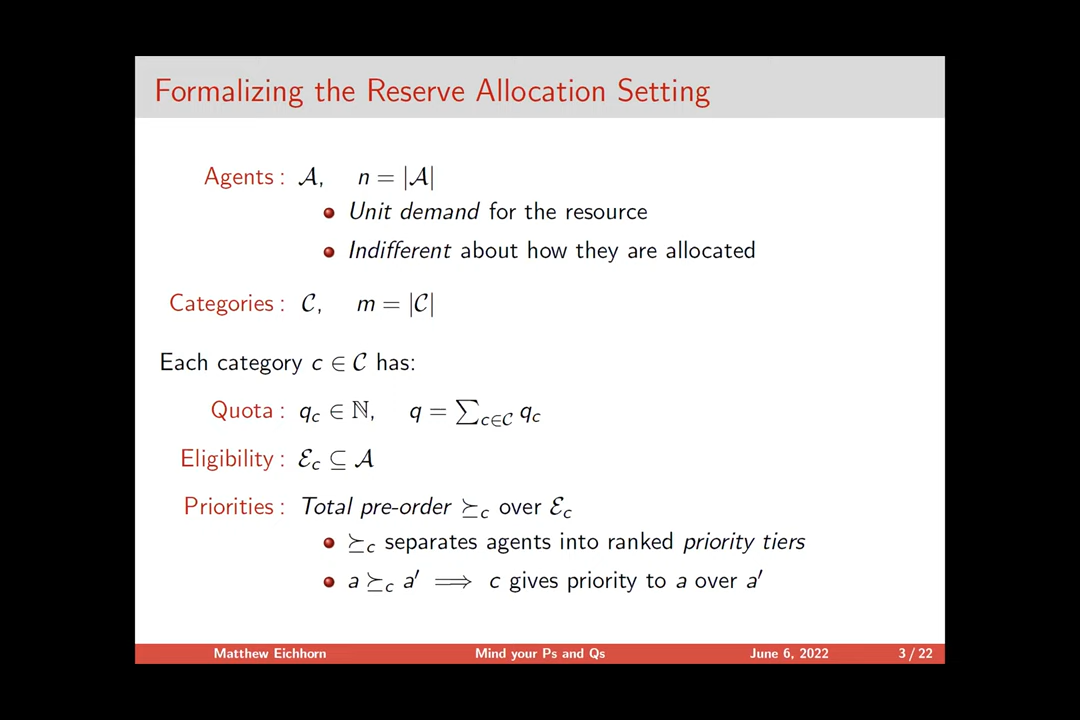 Formalizing the Reserve Allocation Setting
Agents : 𝒜, n = |𝒜|
Unit demand for the resource
Indifferent about how they are allocated
Categories : 𝒞, m = |𝒞|
Each category c ∈ 𝒞 has:
Quota : q_c ∈ ℕ, q = ∑_{c∈𝒞} q_c
Eligibility : ℰ_c ⊆ 𝒜
Priorities : Total pre-order ⪰_c over ℰ_c
⪰_c separates agents into ranked priority tiers
a ⪰_c a′ ⟹ c gives priority to a over a′
Matthew Eichhorn Mind your Ps and Qs June 6, 2022 3 / 22